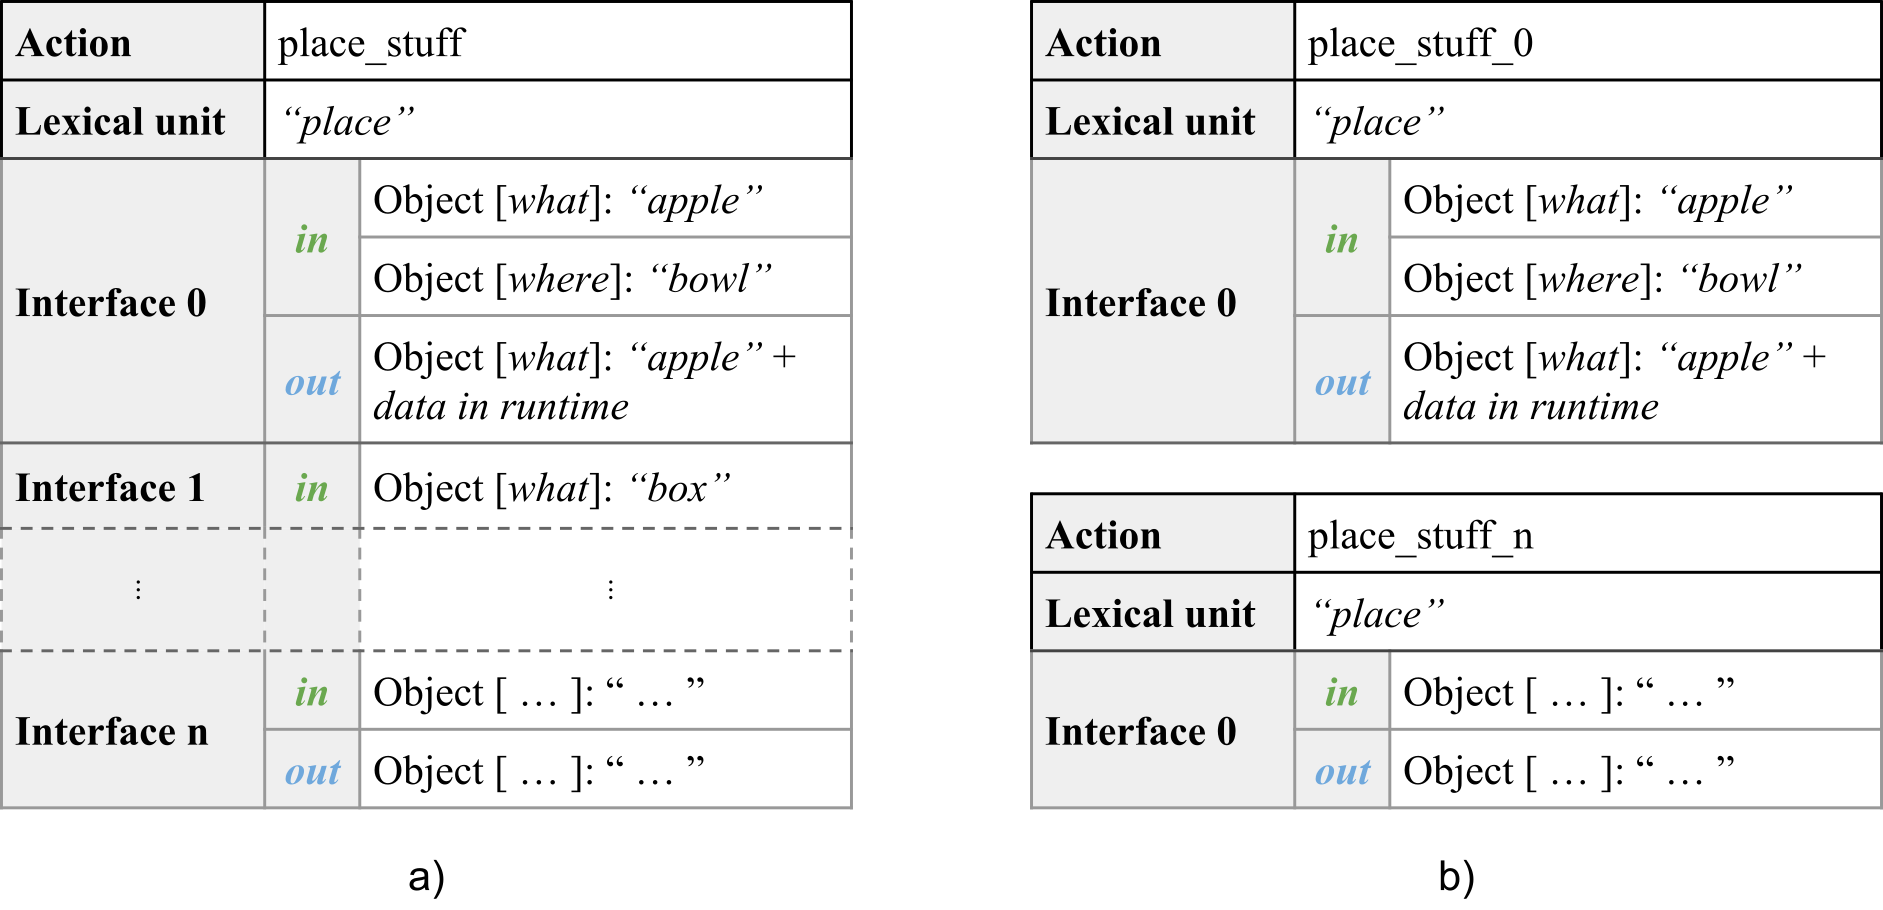 Action place_stuff
Lexical unit “place”
Interface 0
in
Object [what]: “apple”
Object [where]: “bowl”
out
Object [what]: “apple” +
data in runtime
Interface 1 in Object [what]: “box”
⋮ ⋮
Interface n
in Object [ … ]: “ … ”
out Object [ … ]: “ … ”
a)
Action place_stuff_0
Lexical unit “place”
Interface 0
in
Object [what]: “apple”
Object [where]: “bowl”
out
Object [what]: “apple” +
data in runtime
Action place_stuff_n
Lexical unit “place”
Interface 0
in Object [ … ]: “ … ”
out Object [ … ]: “ … ”
b)